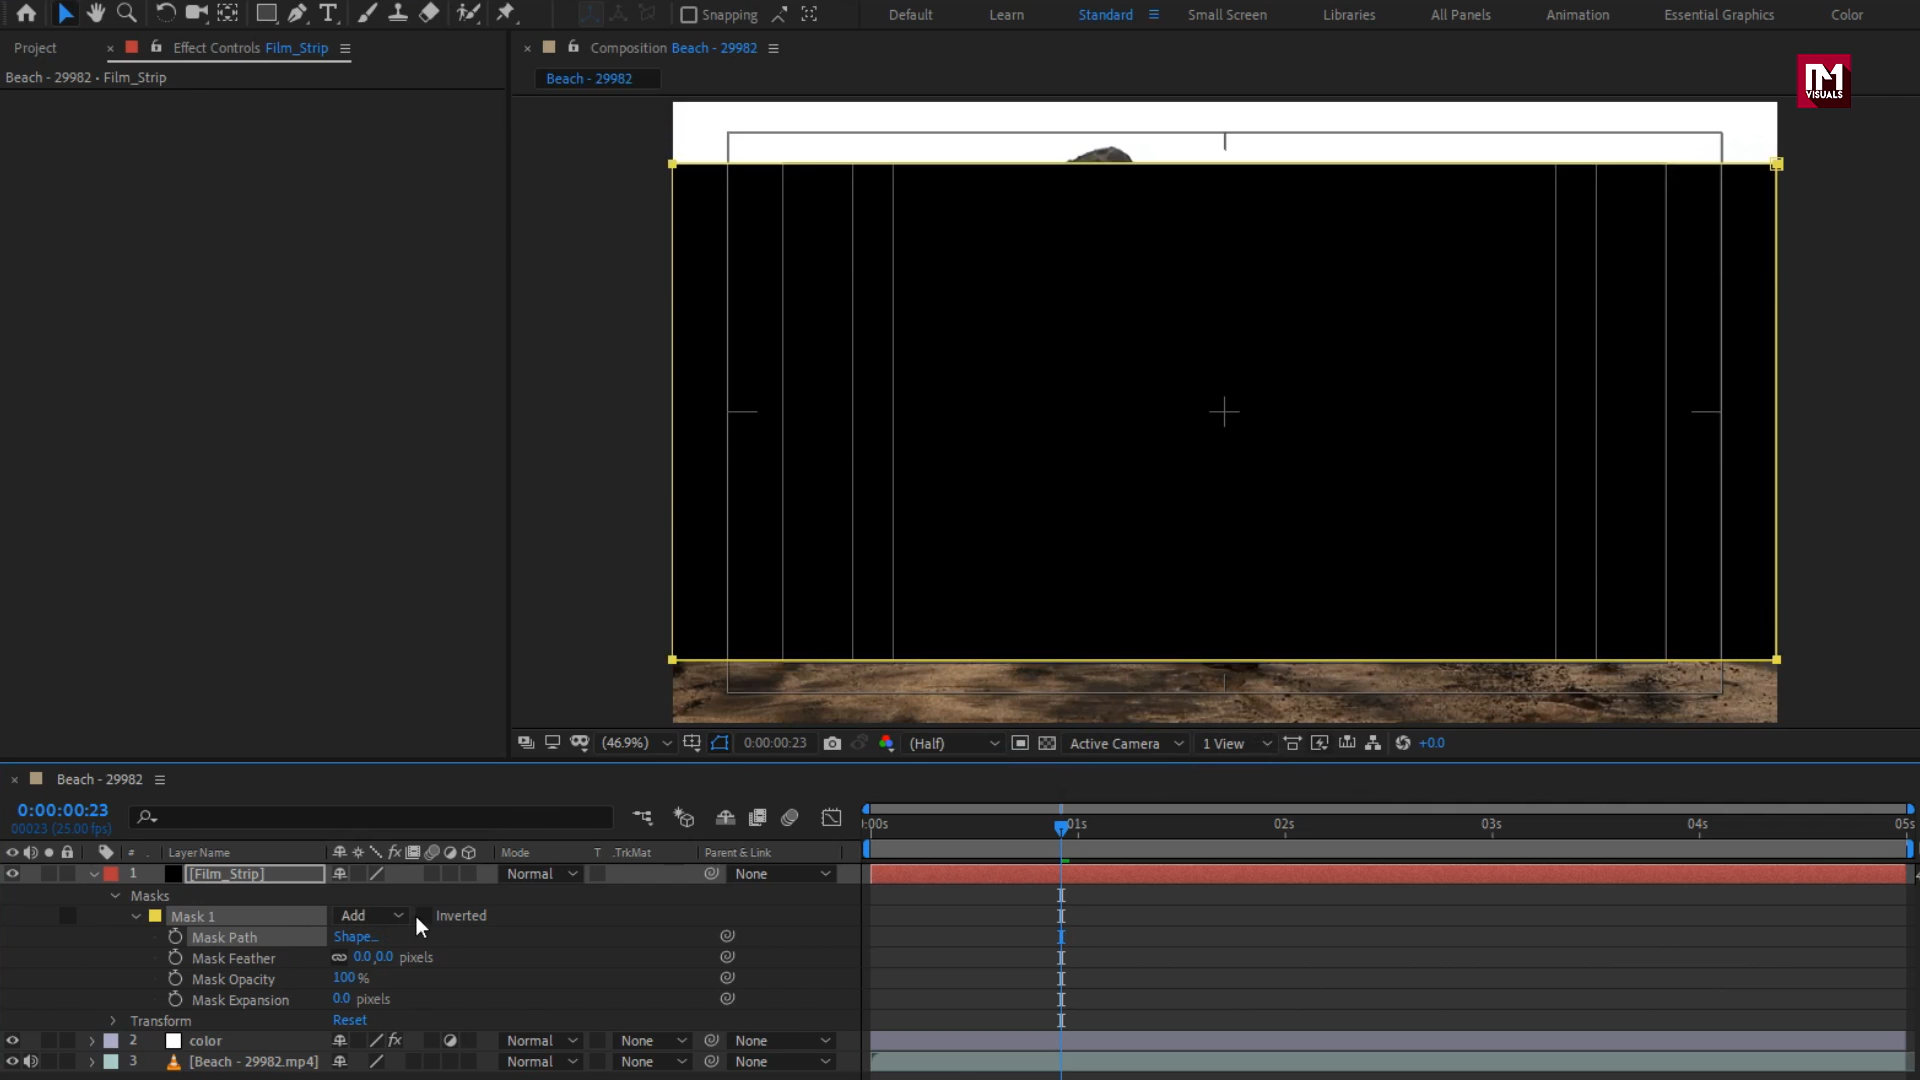 Snapping
Default
Learn
Standard
Small Screen
Libraries
All Panels
Animation
Essential Graphics
Color
Project
Effect Controls Film_Strip
Composition Beach - 29982
Beach - 29982 • Film_Strip
Beach - 29982
VISUALS
(46.9%)
0:00:00:23
(Half)
Active Camera
1 View
+0.0
Beach - 29982
0:00:00:23
00023 (25.00 fps)
:00s
01s
02s
03s
04s
05s
# . Layer Name
Mode
T .TrkMat
Parent & Link
1 [Film_Strip]
Normal
None
Masks
Mask 1
Add
Inverted
Mask Path
Shape...
Mask Feather
0.0,0.0 pixels
Mask Opacity
100 %
Mask Expansion
0.0 pixels
Transform
Reset
2 color
Normal
None
None
3 [Beach - 29982.mp4]
Normal
None
None